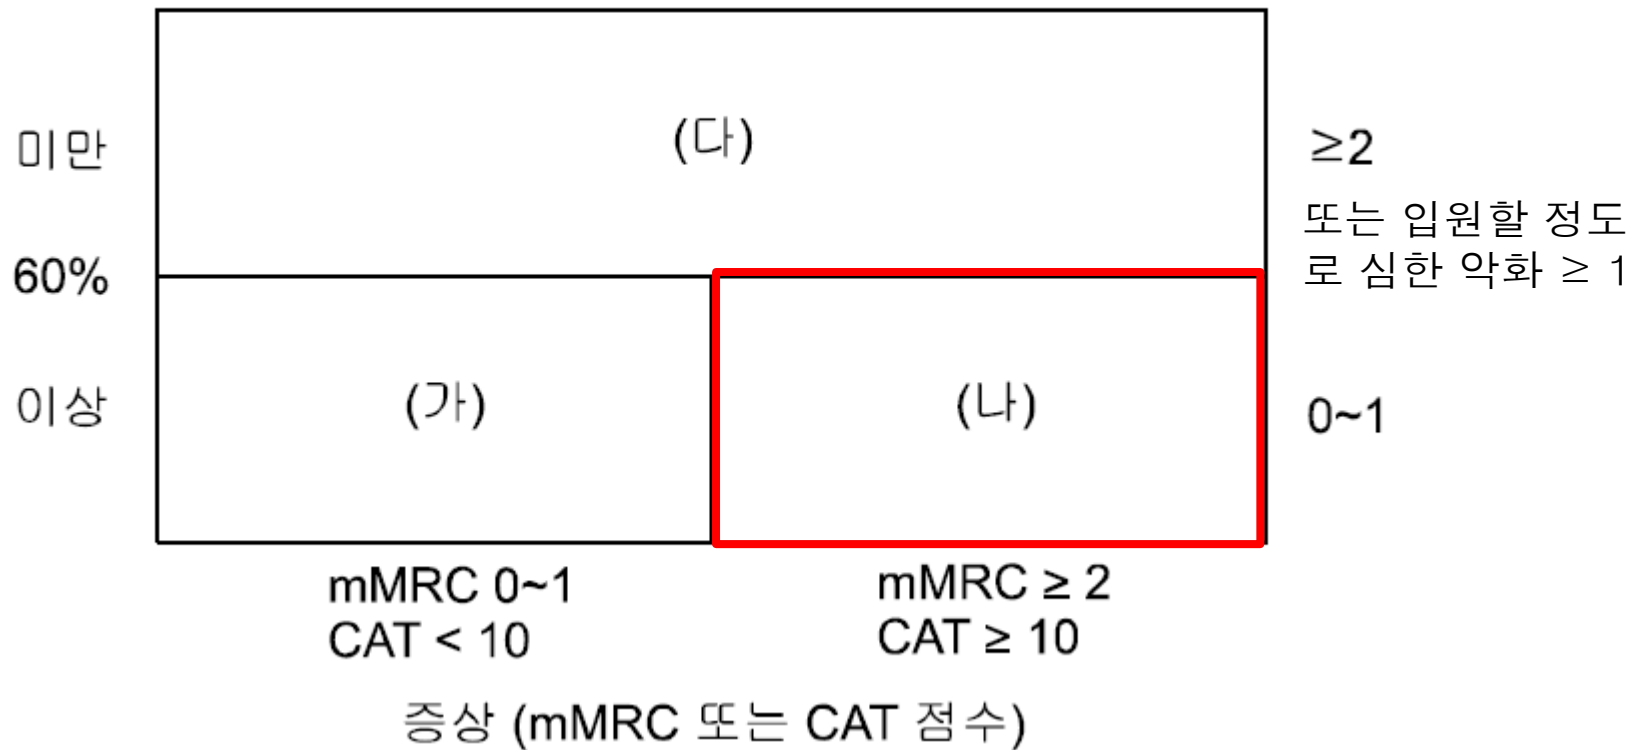 (다)
미만
≥2
또는 입원할 정도
로 심한 악화 ≥ 1
60%
이상
(가)
(나)
0~1
mMRC 0~1
CAT < 10
mMRC ≥ 2
CAT ≥ 10
증상 (mMRC 또는 CAT 점수)